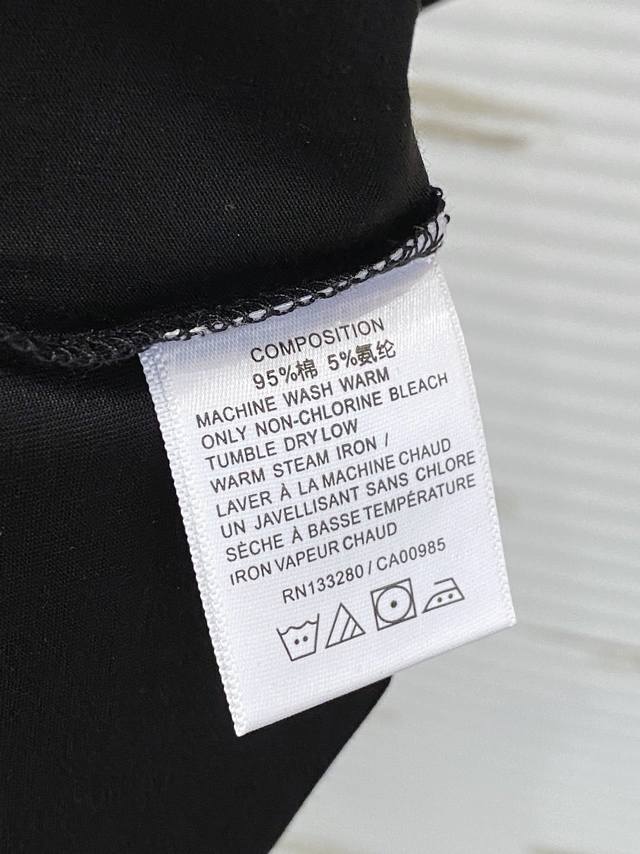 COMPOSITION
95%棉 5%氨纶
MACHINE WASH WARM
ONLY NON-CHLORINE BLEACH
TUMBLE DRY LOW
WARM STEAM IRON /
LAVER À LA MACHINE CHAUD
UN JAVELLISANT SANS CHLORE
SÈCHE À BASSE TEMPÉRATURE
IRON VAPEUR CHAUD
RN133280 / CA00985